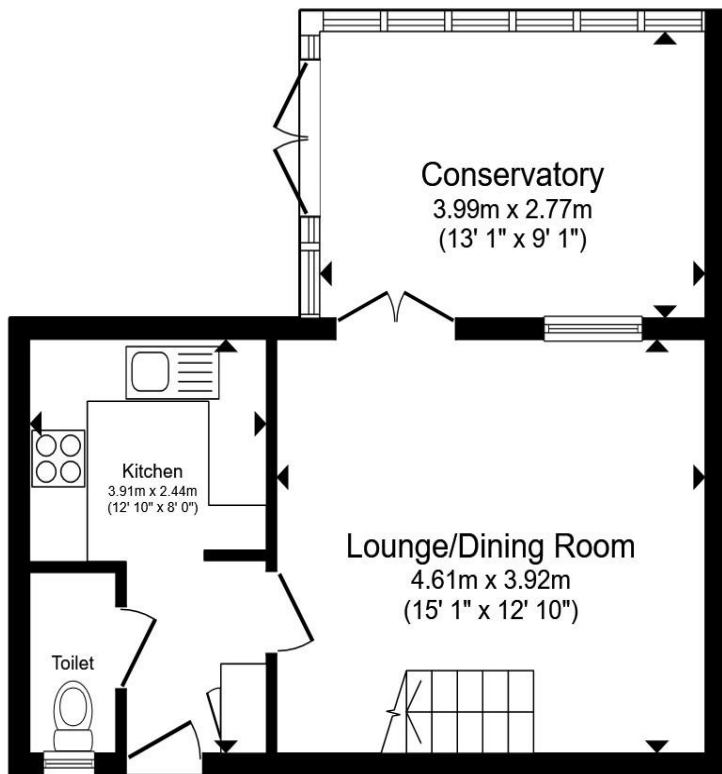 Conservatory
3.99m x 2.77m
(13' 1" x 9' 1")
Kitchen
3.91m x 2.44m
(12' 10" x 8' 0")
Lounge/Dining Room
4.61m x 3.92m
(15' 1" x 12' 10")
Toilet